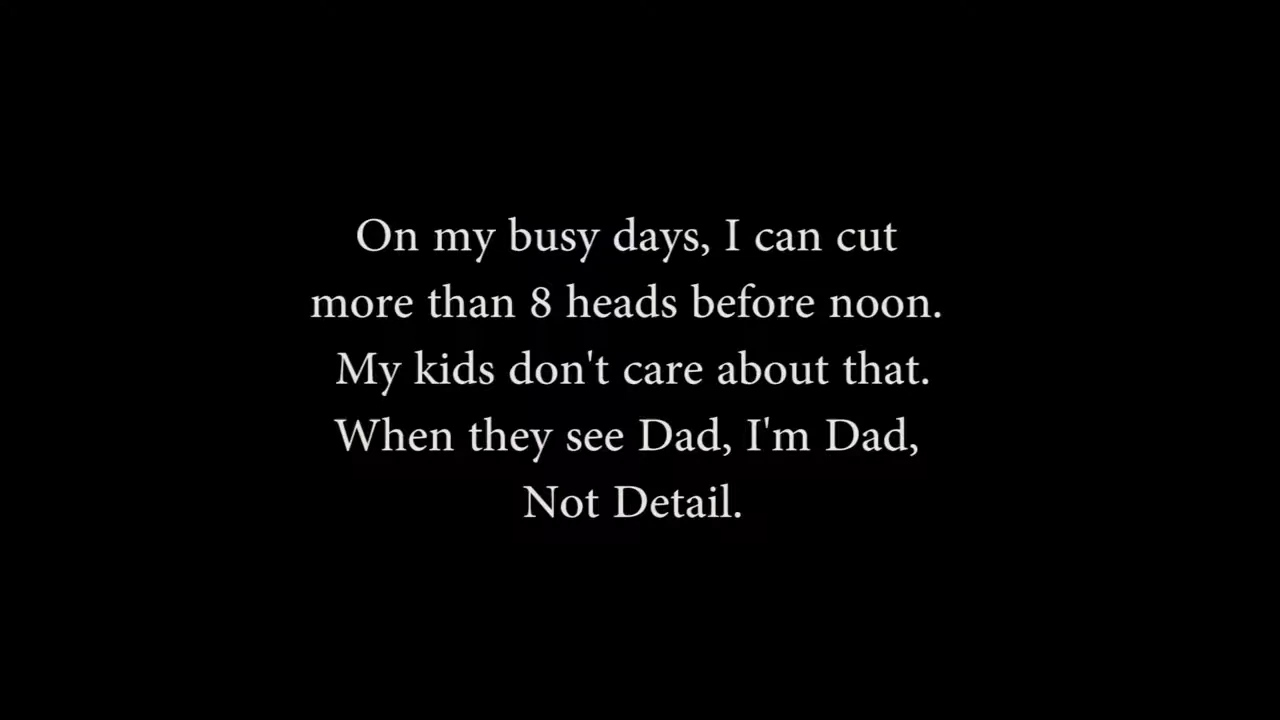 On my busy days, I can cut
more than 8 heads before noon.
My kids don't care about that.
When they see Dad, I'm Dad,
Not Detail.